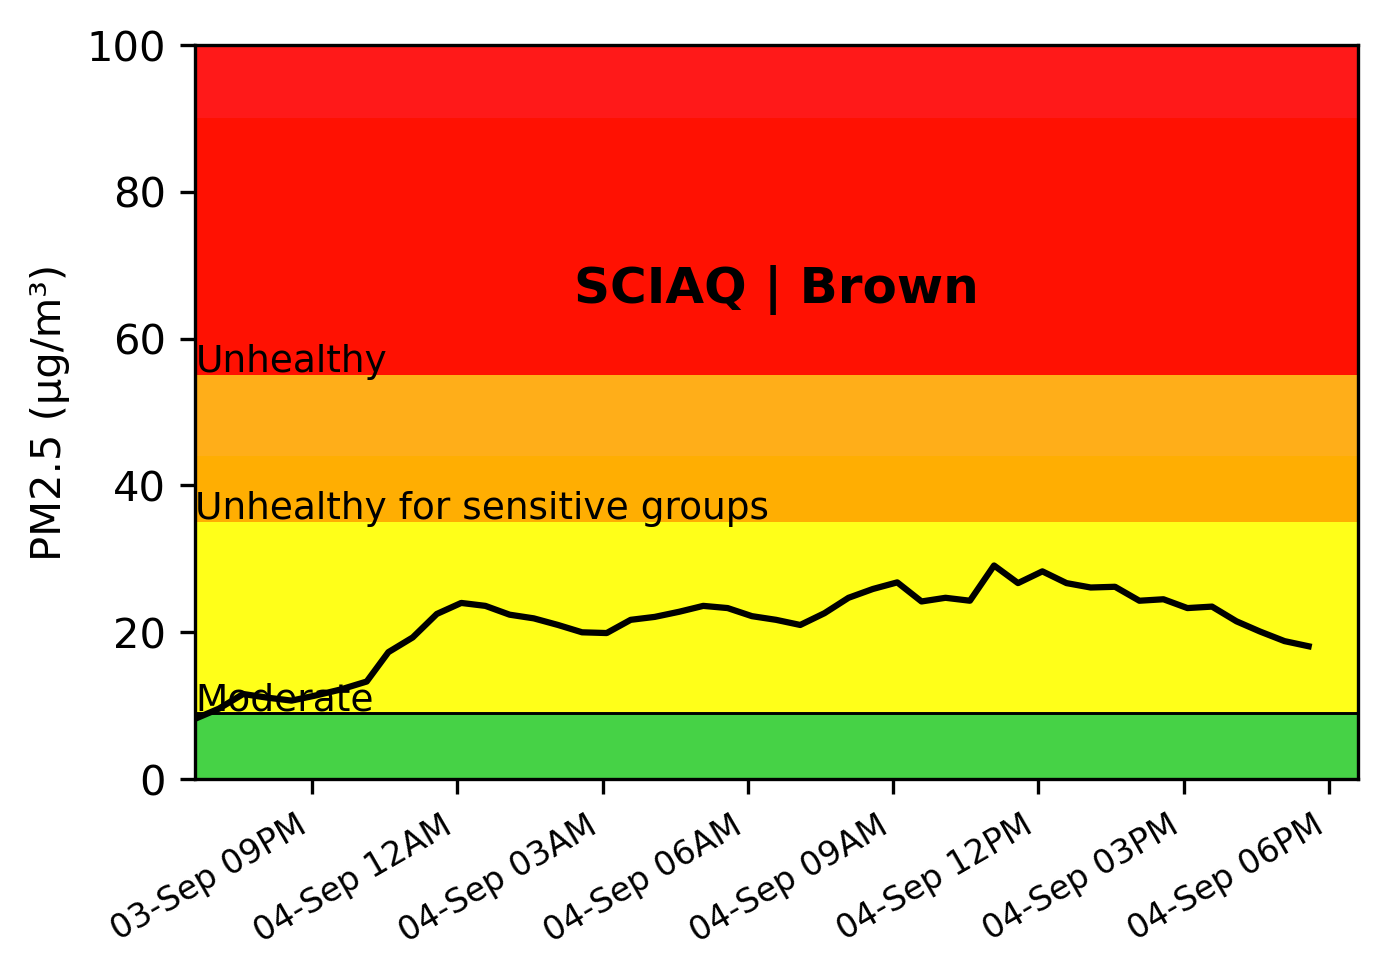 100
80
60
40
20
0
PM2.5 (µg/m³)
SCIAQ | Brown
Unhealthy
Unhealthy for sensitive groups
Moderate
03-Sep 09PM
04-Sep 12AM
04-Sep 03AM
04-Sep 06AM
04-Sep 09AM
04-Sep 12PM
04-Sep 03PM
04-Sep 06PM